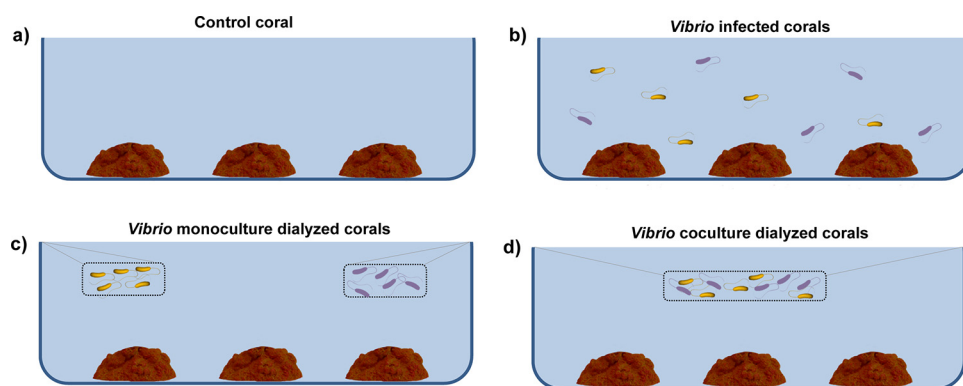 a)
Control coral
b)
Vibrio infected corals
c)
Vibrio monoculture dialyzed corals
d)
Vibrio coculture dialyzed corals